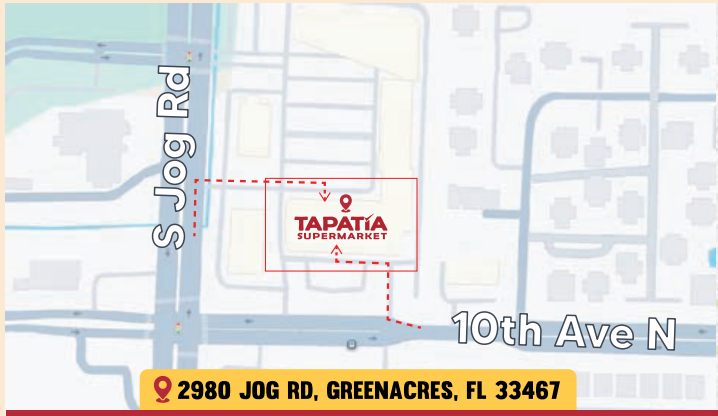 S Jog Rd
TAPATÍA
SUPERMARKET
10th Ave N
2980 JOG RD, GREENACRES, FL 33467